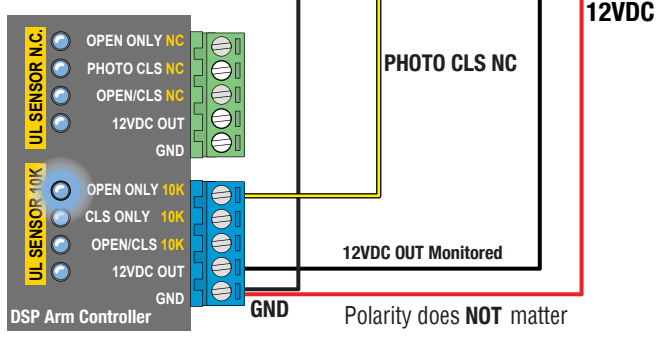 12VDC
UL SENSOR N.C.
OPEN ONLY NC
PHOTO CLS NC
OPEN/CLS NC
12VDC OUT
GND
PHOTO CLS NC
UL SENSOR 10K
OPEN ONLY 10K
CLS ONLY 10K
OPEN/CLS 10K
12VDC OUT
GND
12VDC OUT Monitored
GND
DSP Arm Controller
Polarity does NOT matter